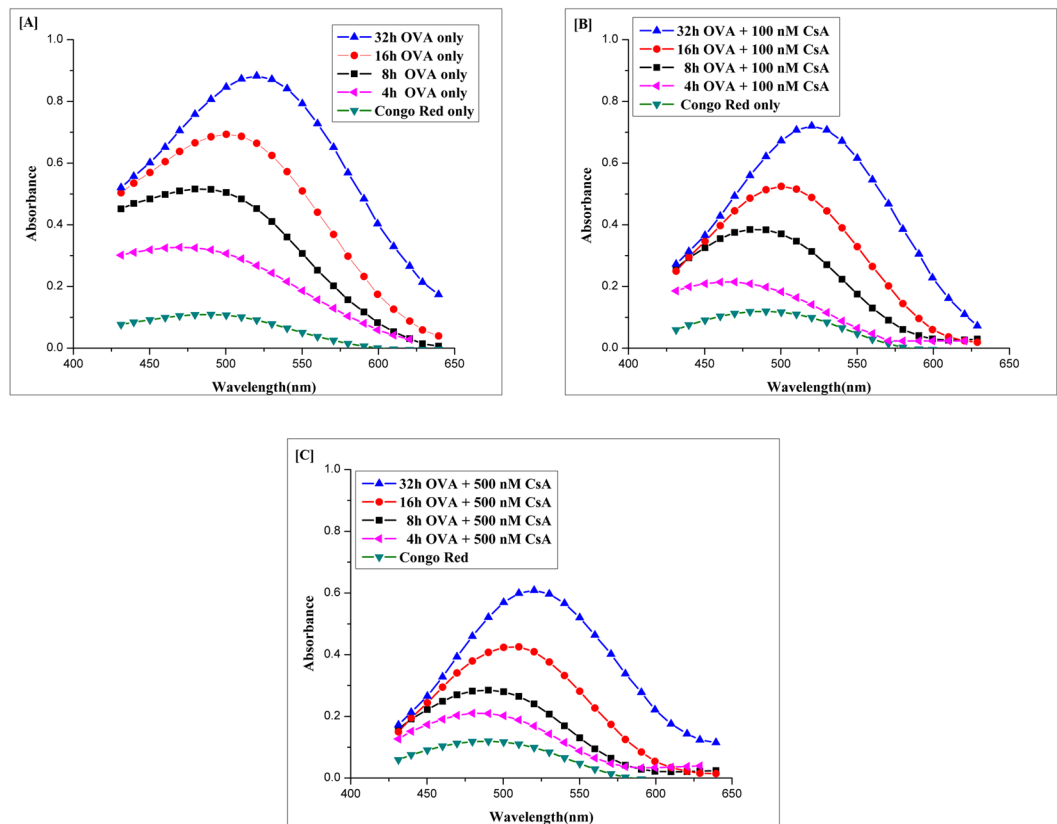 [A]
32h OVA only
16h OVA only
8h OVA only
4h OVA only
Congo Red only
1.0
0.8
0.6
0.4
0.2
0.0
Absorbance
400 450 500 550 600 650
Wavelength(nm)
[B]
32h OVA + 100 nM CsA
16h OVA + 100 nM CsA
8h OVA + 100 nM CsA
4h OVA + 100 nM CsA
Congo Red only
1.0
0.8
0.6
0.4
0.2
0.0
Absorbance
400 450 500 550 600 650
Wavelength(nm)
[C]
32h OVA + 500 nM CsA
16h OVA + 500 nM CsA
8h OVA + 500 nM CsA
4h OVA + 500 nM CsA
Congo Red
1.0
0.8
0.6
0.4
0.2
0.0
Absorbance
400 450 500 550 600 650
Wavelength(nm)